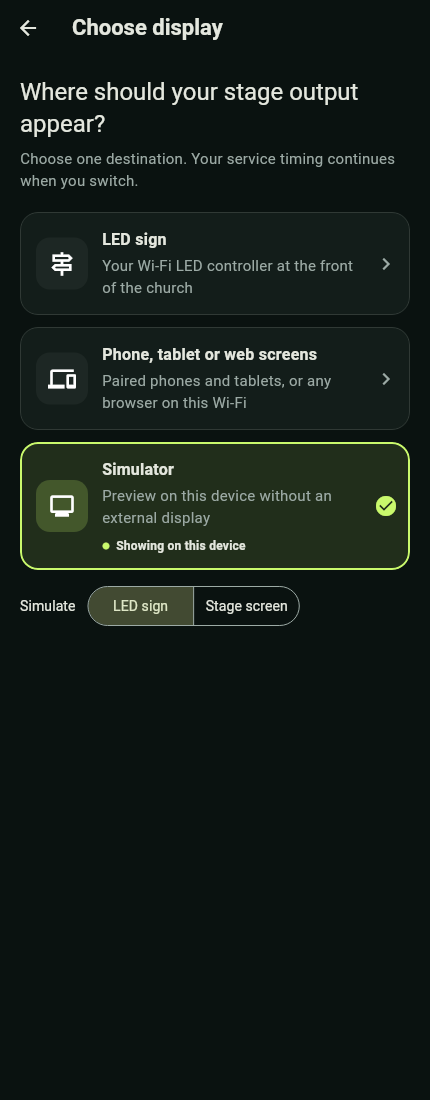 Choose display
Where should your stage output
appear?
Choose one destination. Your service timing continues
when you switch.
LED sign
Your Wi-Fi LED controller at the front
of the church
Phone, tablet or web screens
Paired phones and tablets, or any
browser on this Wi-Fi
Simulator
Preview on this device without an
external display
Showing on this device
Simulate LED sign Stage screen